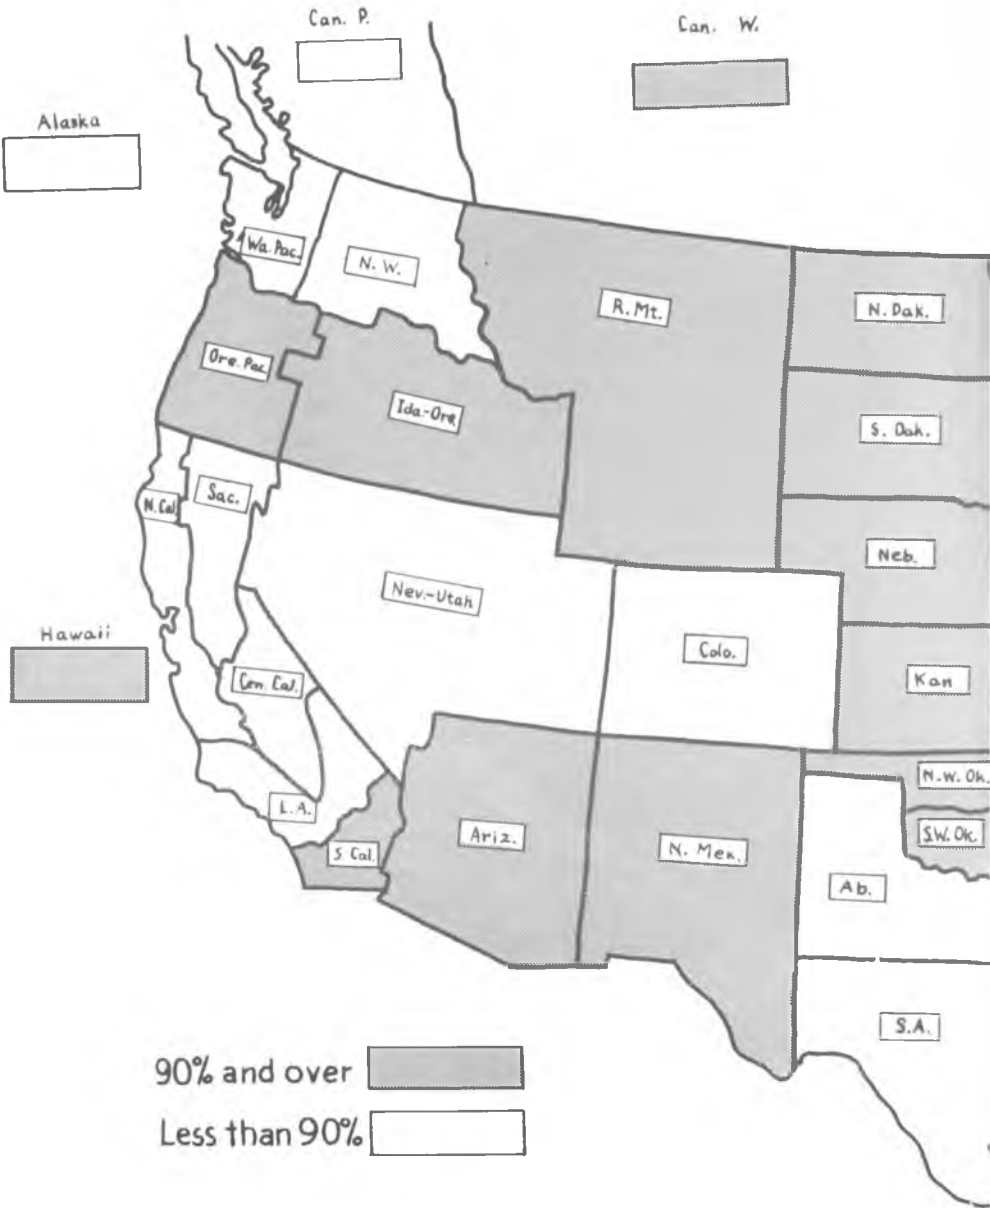 Can. P.
Can. W.
Alaska
Wa. Pac.
N. W.
R. Mt.
N. Dak.
Ore. Pac.
Ida-Ore
S. Dak.
N. Cal
Sac.
Neb.
Nev.-Utah
Hawaii
Colo.
Cen. Cal.
Kan
N.W. Ok.
L.A.
S. Cal.
Ariz.
N. Mex.
S.W. Ok.
Ab.
S.A.
90% and over
Less than 90%